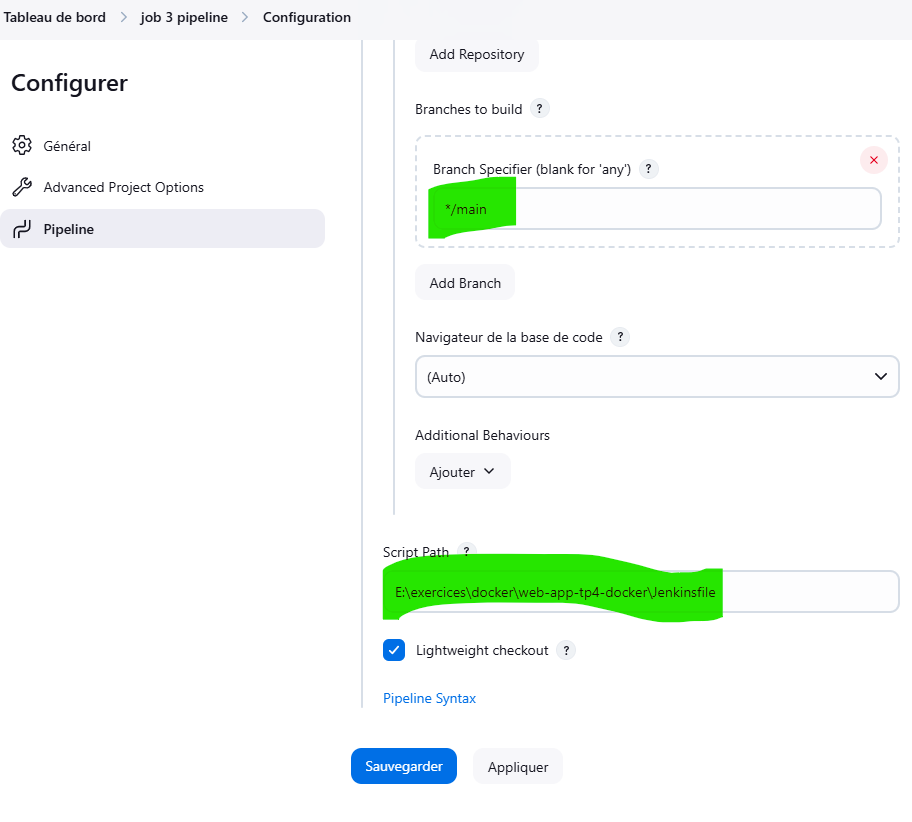 Tableau de bord > job 3 pipeline > Configuration
Configurer
Général
Advanced Project Options
Pipeline
Add Repository
Branches to build ?
Branch Specifier (blank for 'any') ?
*/main
Add Branch
Navigateur de la base de code ?
(Auto)
Additional Behaviours
Ajouter
Script Path ?
E:\exercices\docker\web-app-tp4-docker\Jenkinsfile
Lightweight checkout ?
Pipeline Syntax
Sauvegarder
Appliquer